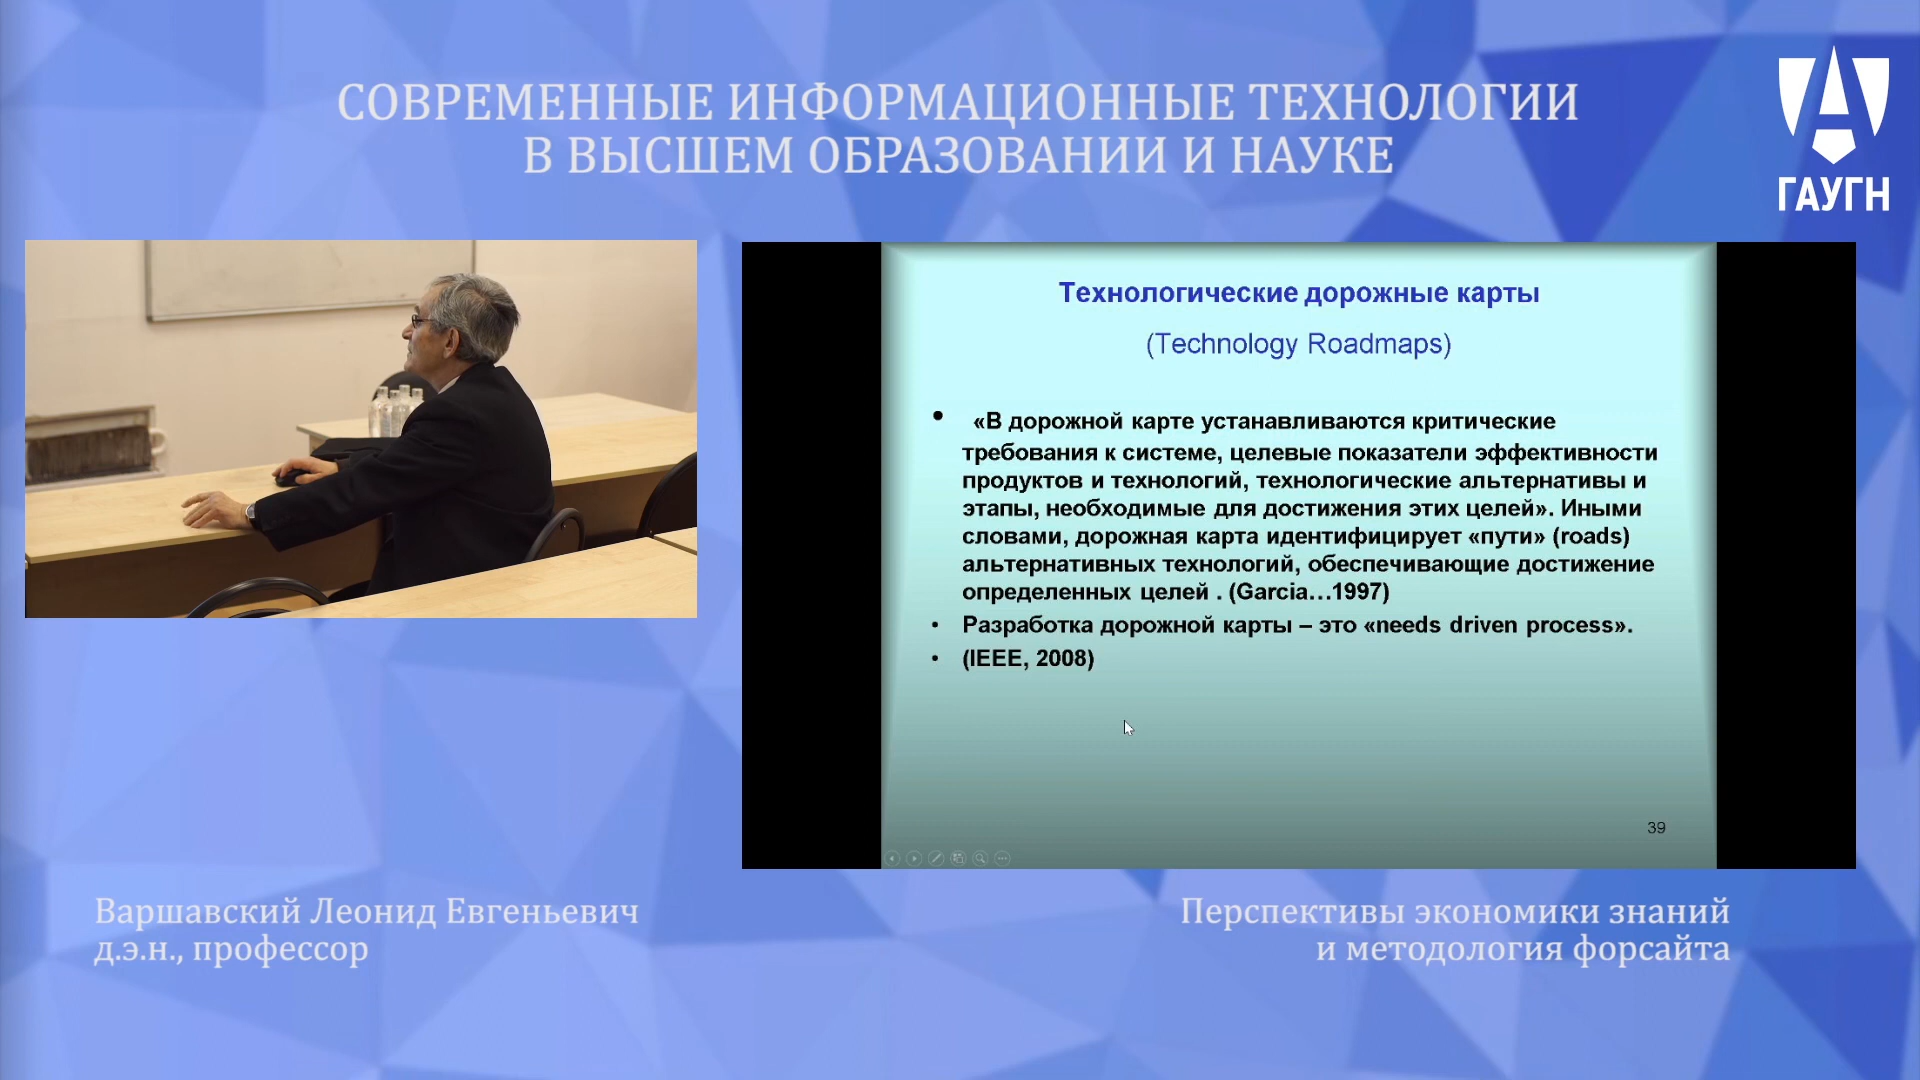 СОВРЕМЕННЫЕ ИНФОРМАЦИОННЫЕ ТЕХНОЛОГИИ
В ВЫСШЕМ ОБРАЗОВАНИИ И НАУКЕ
ГАУГН
Технологические дорожные карты
(Technology Roadmaps)
• «В дорожной карте устанавливаются критические
требования к системе, целевые показатели эффективности
продуктов и технологий, технологические альтернативы и
этапы, необходимые для достижения этих целей». Иными
словами, дорожная карта идентифицирует «пути» (roads)
альтернативных технологий, обеспечивающие достижение
определенных целей . (Garcia…1997)
• Разработка дорожной карты – это «needs driven process».
• (IEEE, 2008)
39
Варшавский Леонид Евгеньевич
д.э.н., профессор
Перспективы экономики знаний
и методология форсайта